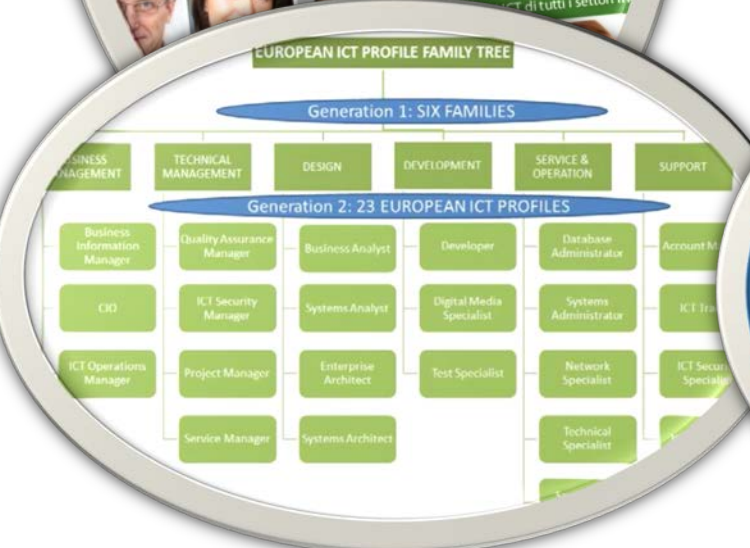 ICT di tutti i settori
EUROPEAN ICT PROFILE FAMILY TREE
Generation 1: SIX FAMILIES
TECHNICAL
MANAGEMENT
DESIGN
DEVELOPMENT
SERVICE &
OPERATION
SUPPORT
Generation 2: 23 EUROPEAN ICT PROFILES
Business
Information
Manager
Quality Assurance
Manager
Business Analyst
Developer
Database
Administrator
Account
CIO
ICT Security
Manager
Systems Analyst
Digital Media
Specialist
Systems
Administrator
ICT
ICT Operations
Manager
Project Manager
Enterprise
Architect
Test Specialist
Network
Specialist
ICT
Service Manager
Systems Architect
Technical
Specialist